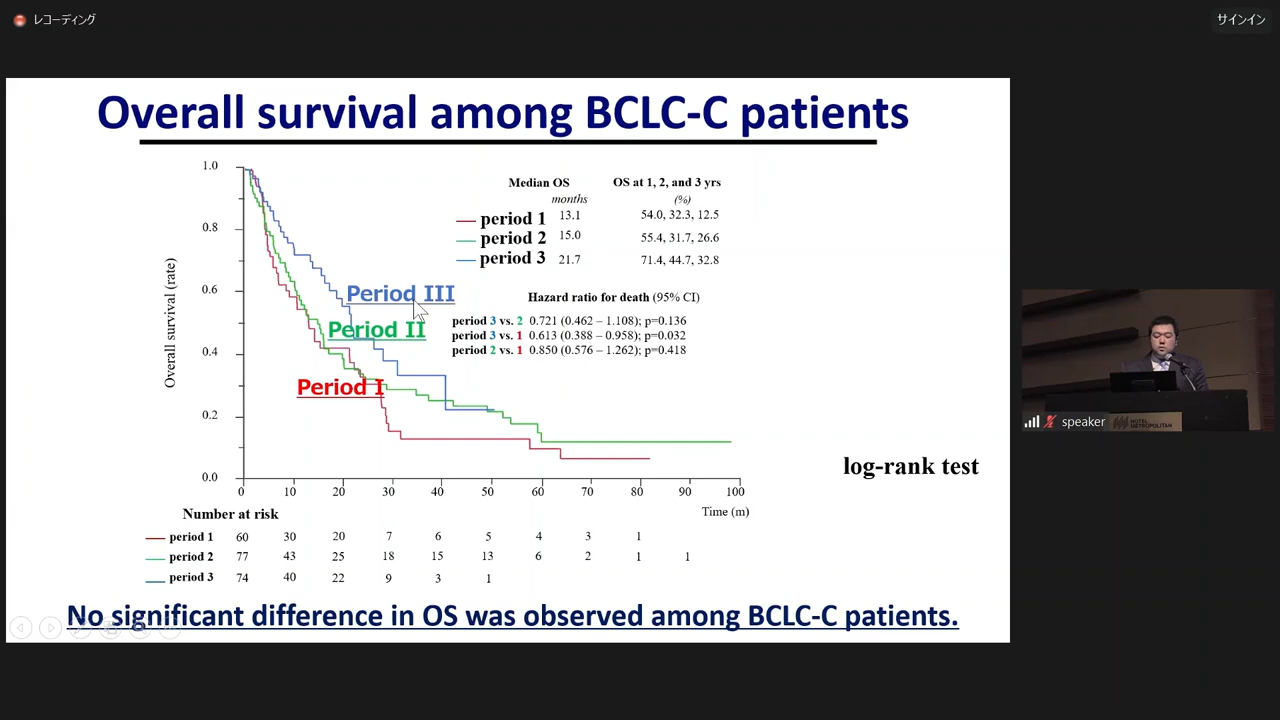 レコーディング
サインイン
Overall survival among BCLC-C patients
Median OS
OS at 1, 2, and 3 yrs
months
(%)
period 1 13.1 54.0, 32.3, 12.5
period 2 15.0 55.4, 31.7, 26.6
period 3 21.7 71.4, 44.7, 32.8
Hazard ratio for death (95% CI)
period 3 vs. 2 0.721 (0.462 – 1.108); p=0.136
period 3 vs. 1 0.613 (0.388 – 0.958); p=0.032
period 2 vs. 1 0.850 (0.576 – 1.262); p=0.418
Period III
Period II
Period I
Overall survival (rate)
1.0
0.8
0.6
0.4
0.2
0.0
0 10 20 30 40 50 60 70 80 90 100
Time (m)
log-rank test
Number at risk
period 1 60 30 20 7 6 5 4 3 1
period 2 77 43 25 18 15 13 6 2 1 1
period 3 74 40 22 9 3 1
No significant difference in OS was observed among BCLC-C patients.
speaker
HOTEL
METROPOLITAN